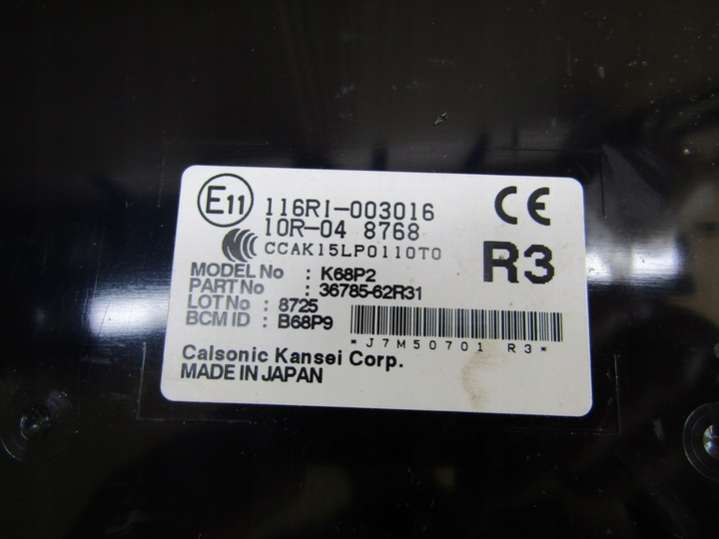 E11 116RI-003016 CE
10R-04 8768
CCAK15LP0110T0 R3
MODEL No : K68P2
PART No : 36785-62R31
LOT No : 8725
BCM ID : B68P9
*J7M50701 R3*
Calsonic Kansei Corp.
MADE IN JAPAN